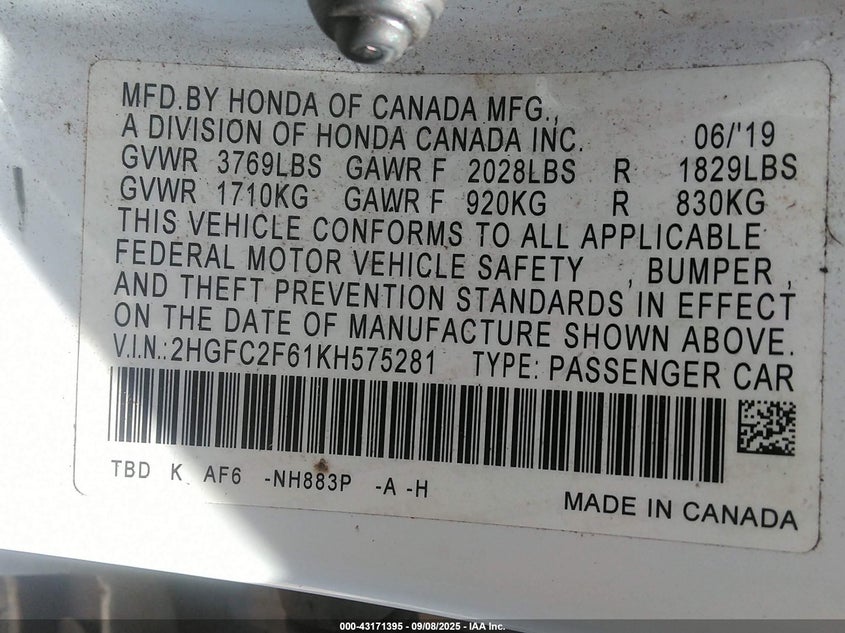 MFD.BY HONDA OF CANADA MFG.,
A DIVISION OF HONDA CANADA INC. 06/'19
GVWR 3769LBS GAWR F 2028LBS R 1829LBS
GVWR 1710KG GAWR F 920KG R 830KG
THIS VEHICLE CONFORMS TO ALL APPLICABLE
FEDERAL MOTOR VEHICLE SAFETY , BUMPER ,
AND THEFT PREVENTION STANDARDS IN EFFECT
ON THE DATE OF MANUFACTURE SHOWN ABOVE.
V.I.N.:2HGFC2F61KH575281 TYPE: PASSENGER CAR
TBD K AF6 -NH883P -A -H
MADE IN CANADA
000-43171395 - 09/08/2025 - IAA Inc.